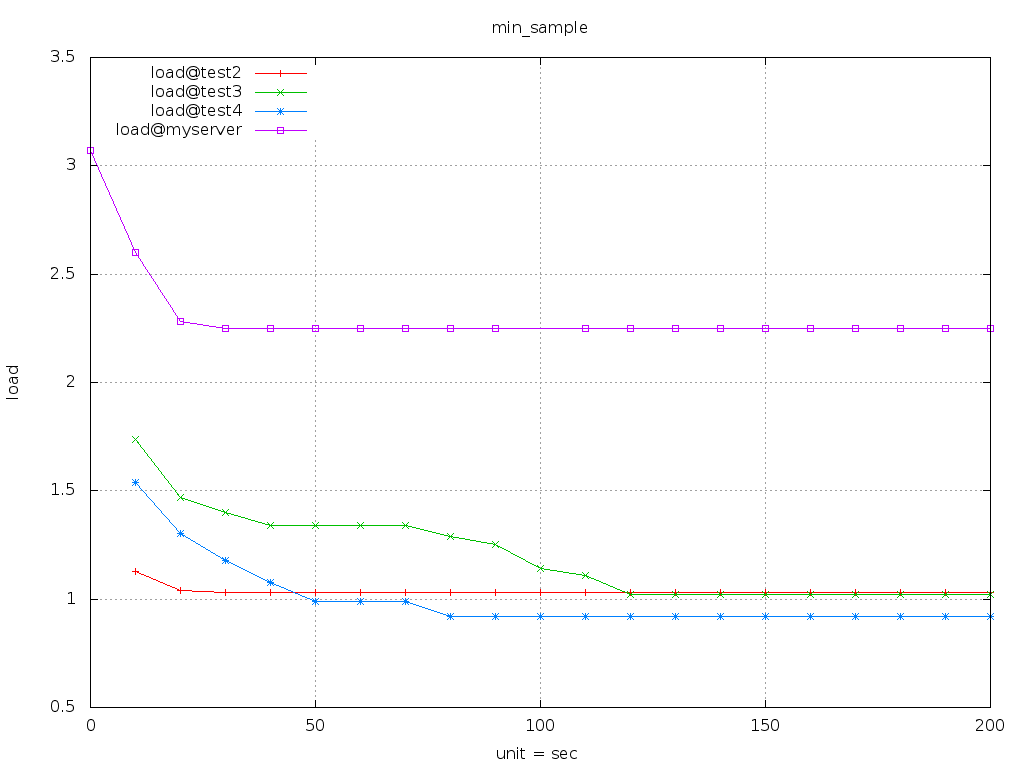 min_sample
3.5
load@test2
load@test3
load@test4
load@myserver
3
2.5
2
load
1.5
1
0.5
0 50 100 150 200
unit = sec